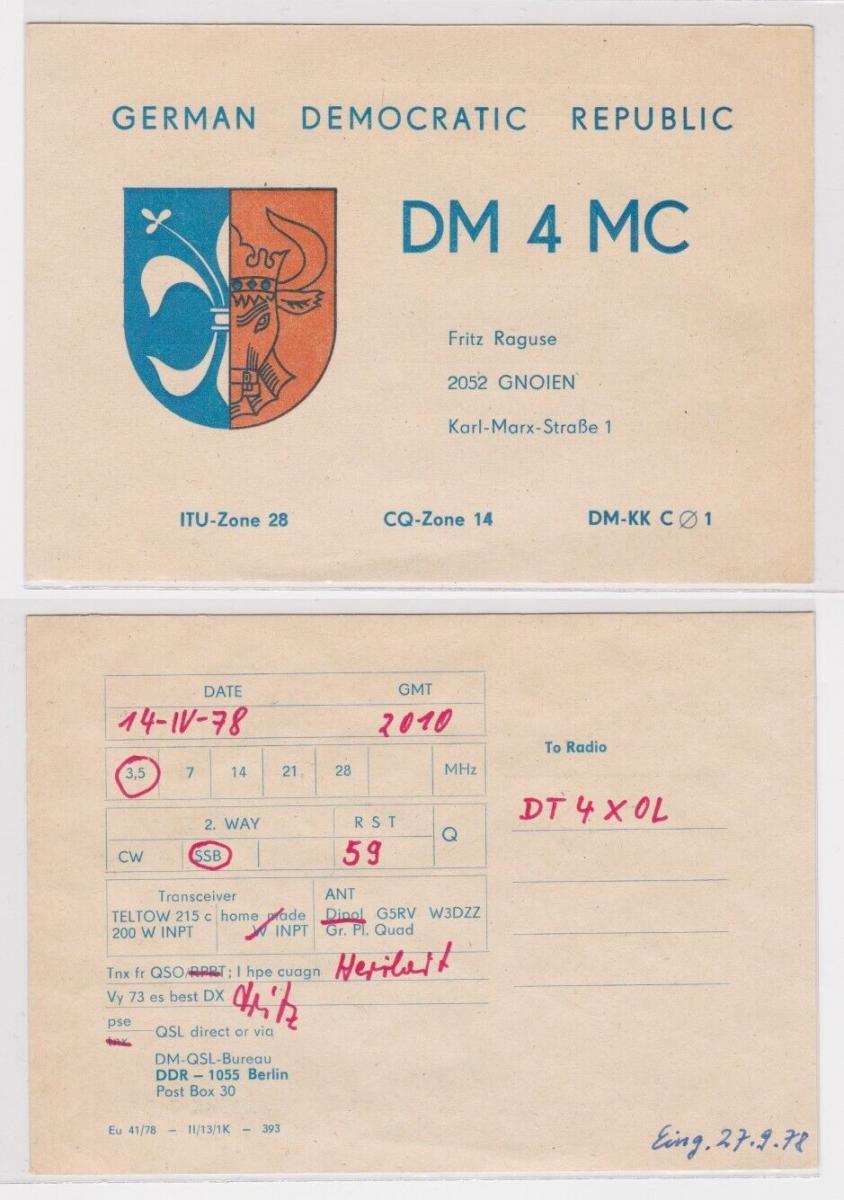 GERMAN DEMOCRATIC REPUBLIC
DM 4 MC
Fritz Raguse
2052 GNOIEN
Karl-Marx-Straße 1
ITU-Zone 28 CQ-Zone 14 DM-KK C Ø 1
DATE GMT
14-IV-78 2010
3,5 7 14 21 28 MHz
To Radio
DT 4 XOL
2. WAY R S T Q
CW SSB 59
Transceiver ANT
TELTOW 215 c home made Dipol G5RV W3DZZ
200 W INPT W INPT Gr. Pl. Quad
Tnx fr QSO/RPRT; I hpe cuagn Heribert
Vy 73 es best DX Fritz
pse
tnx
QSL direct or via
DM-QSL-Bureau
DDR – 1055 Berlin
Post Box 30
Eu 41/78 – II/13/1K – 393
Eing. 27.9.78